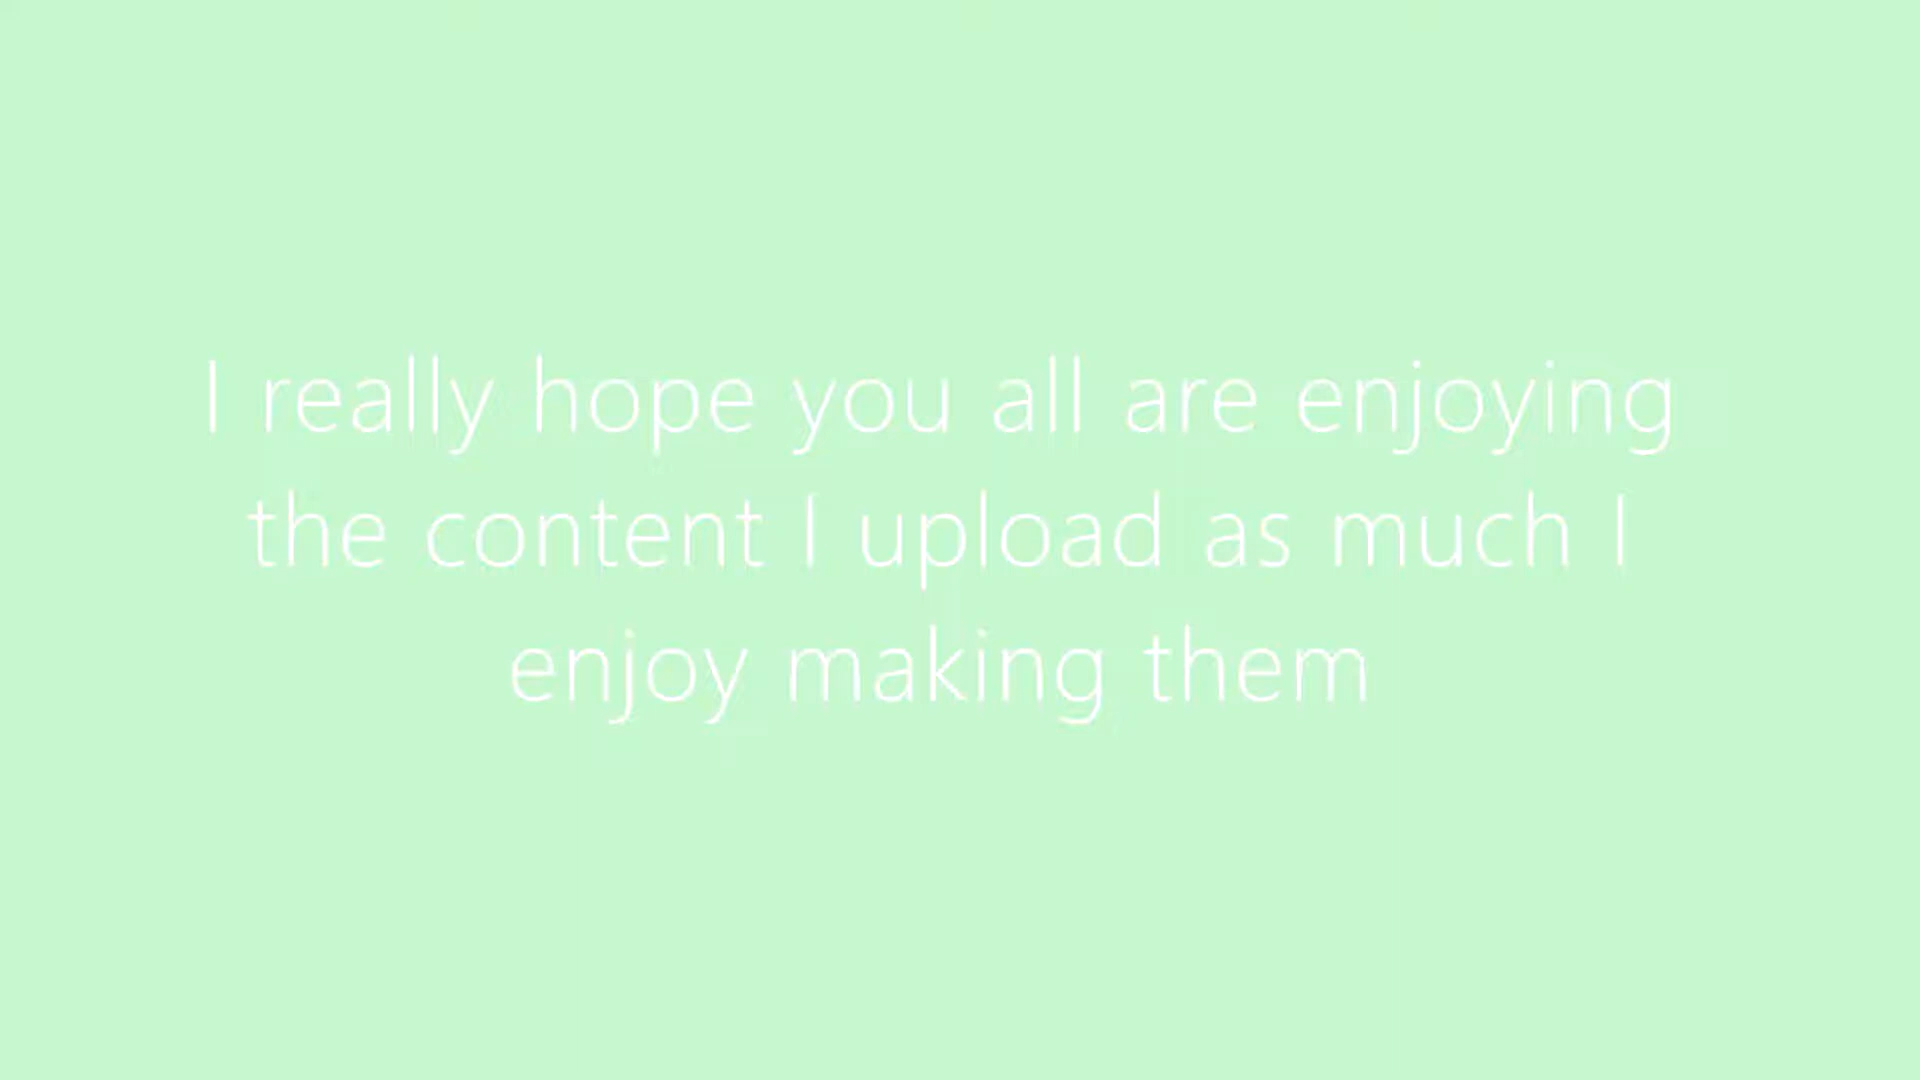 I really hope you all are enjoying
the content I upload as much I
enjoy making them